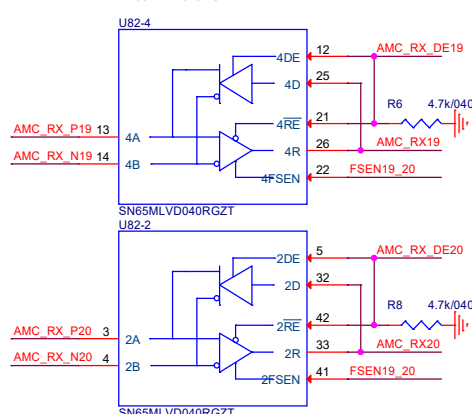 U82-4
4DE 12 AMC_RX_DE19
4D 25
4RE 21 R6 4.7k/040
AMC_RX_P19 13 4A 4R 26 AMC_RX19
AMC_RX_N19 14 4B 4FSEN 22 FSEN19_20
SN65MLVD040RGZT
U82-2
2DE 5 AMC_RX_DE20
2D 32
2RE 42 R8 4.7k/040
AMC_RX_P20 3 2A 2R 33 AMC_RX20
AMC_RX_N20 4 2B 2FSEN 41 FSEN19_20
SN65MLVD040RGZT